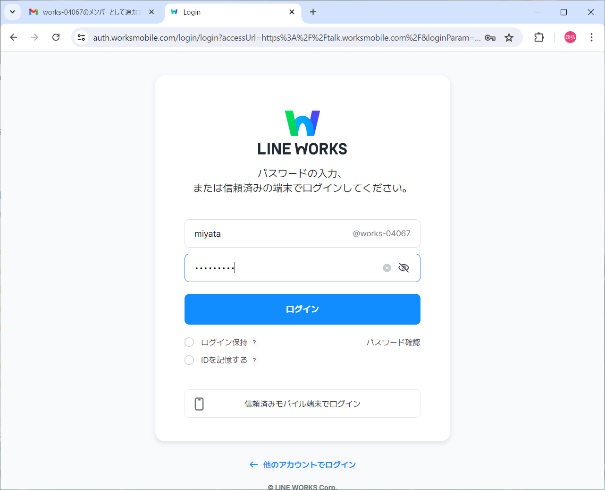 works-04067のメンバーとして追加
Login
auth.worksmobile.com/login/login?accessUrl=https%3A%2F%2Ftalk.worksmobile.com%2F&loginParam=...
LINE WORKS
パスワードの入力、
または信頼済みの端末でログインしてください。
miyata @works-04067
ログイン
ログイン保持 ? パスワード確認
IDを記憶する ?
信頼済みモバイル端末でログイン
← 他のアカウントでログイン
© LINE WORKS Corp.